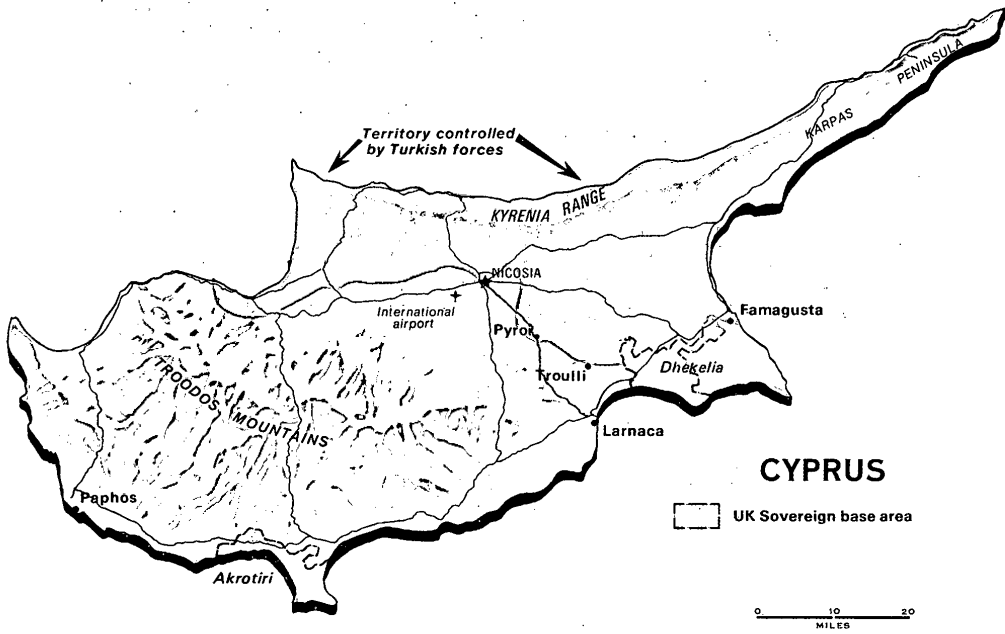 KARPAS PENINSULA
Territory controlled
by Turkish forces
KYRENIA RANGE
NICOSIA
International
airport
Pyroi
Famagusta
Troulli
Dhekelia
TROODOS MOUNTAINS
Larnaca
CYPRUS
Paphos
UK Sovereign base area
Akrotiri
0 10 20
MILES